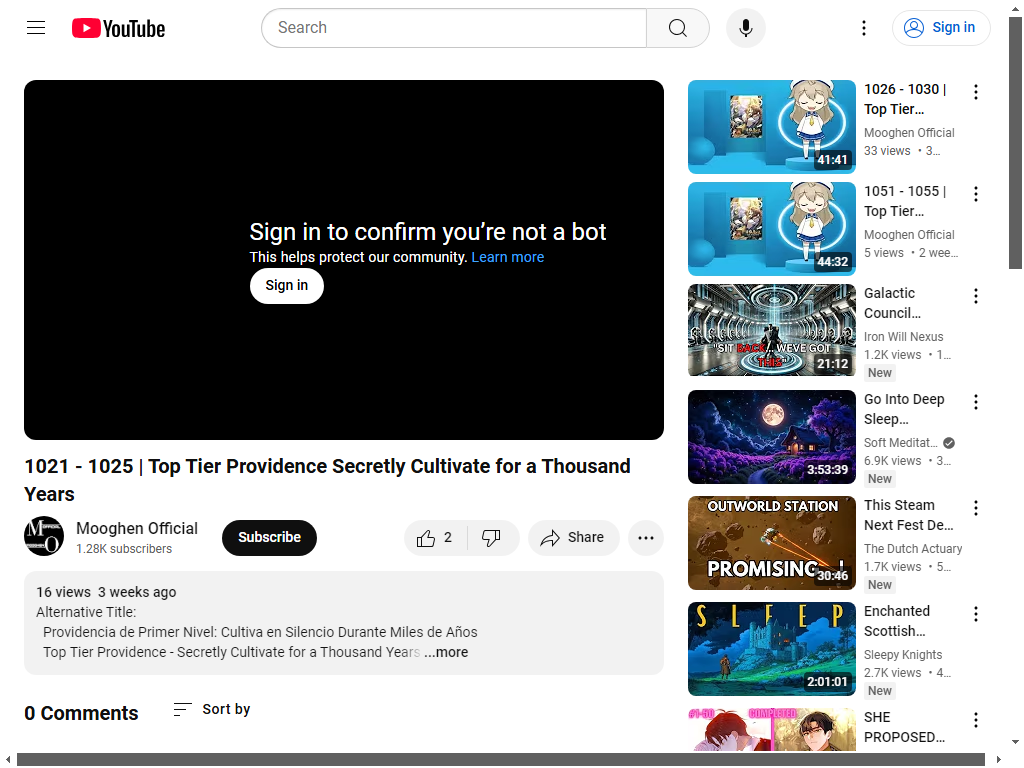 YouTube
Search
Sign in
Sign in to confirm you’re not a bot
This helps protect our community. Learn more
Sign in
1021 - 1025 | Top Tier Providence Secretly Cultivate for a Thousand
Years
Mooghen Official
1.28K subscribers
Subscribe
2
Share
16 views 3 weeks ago
Alternative Title:
Providencia de Primer Nivel: Cultiva en Silencio Durante Miles de Años
Top Tier Providence - Secretly Cultivate for a Thousand Years ...more
0 Comments
Sort by
41:41
1026 - 1030 |
Top Tier…
Mooghen Official
33 views • 3…
44:32
1051 - 1055 |
Top Tier…
Mooghen Official
5 views • 2 wee…
"SIT BACK... WEVE GOT
THIS"
21:12
Galactic
Council…
Iron Will Nexus
1.2K views • 1…
New
3:53:39
Go Into Deep
Sleep…
Soft Meditat…
6.9K views • 3…
New
OUTWORLD STATION
PROMISING
30:46
This Steam
Next Fest De…
The Dutch Actuary
1.7K views • 5…
New
SLEEP
2:01:01
Enchanted
Scottish…
Sleepy Knights
2.7K views • 4…
New
#1-50 COMPLETED
SHE
PROPOSED…